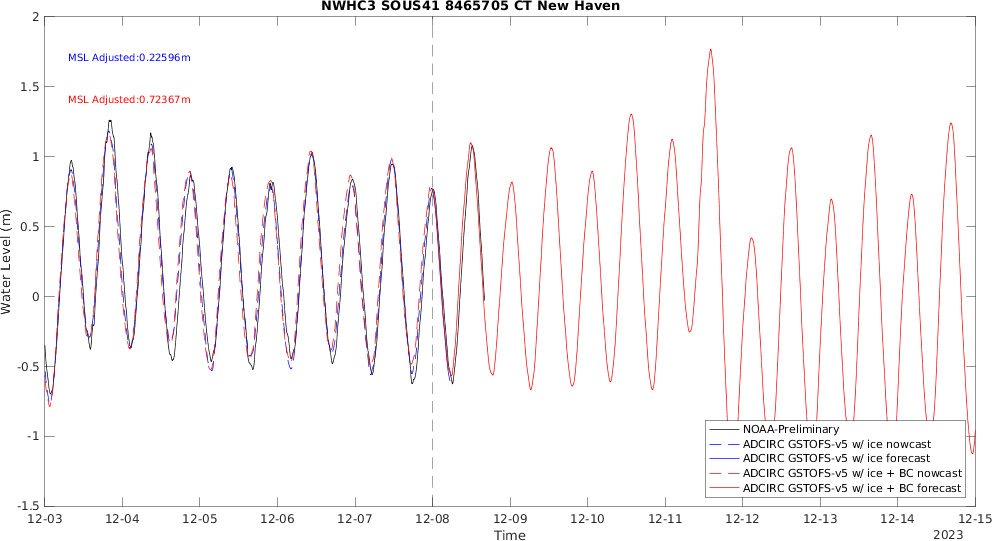 NWHC3 SOUS41 8465705 CT New Haven
MSL Adjusted:0.22596m
MSL Adjusted:0.72367m
Water Level (m)
2
1.5
1
0.5
0
-0.5
-1
-1.5
NOAA-Preliminary
ADCIRC GSTOFS-v5 w/ ice nowcast
ADCIRC GSTOFS-v5 w/ ice forecast
ADCIRC GSTOFS-v5 w/ ice + BC nowcast
ADCIRC GSTOFS-v5 w/ ice + BC forecast
12-03 12-04 12-05 12-06 12-07 12-08 12-09 12-10 12-11 12-12 12-13 12-14 12-15
Time
2023